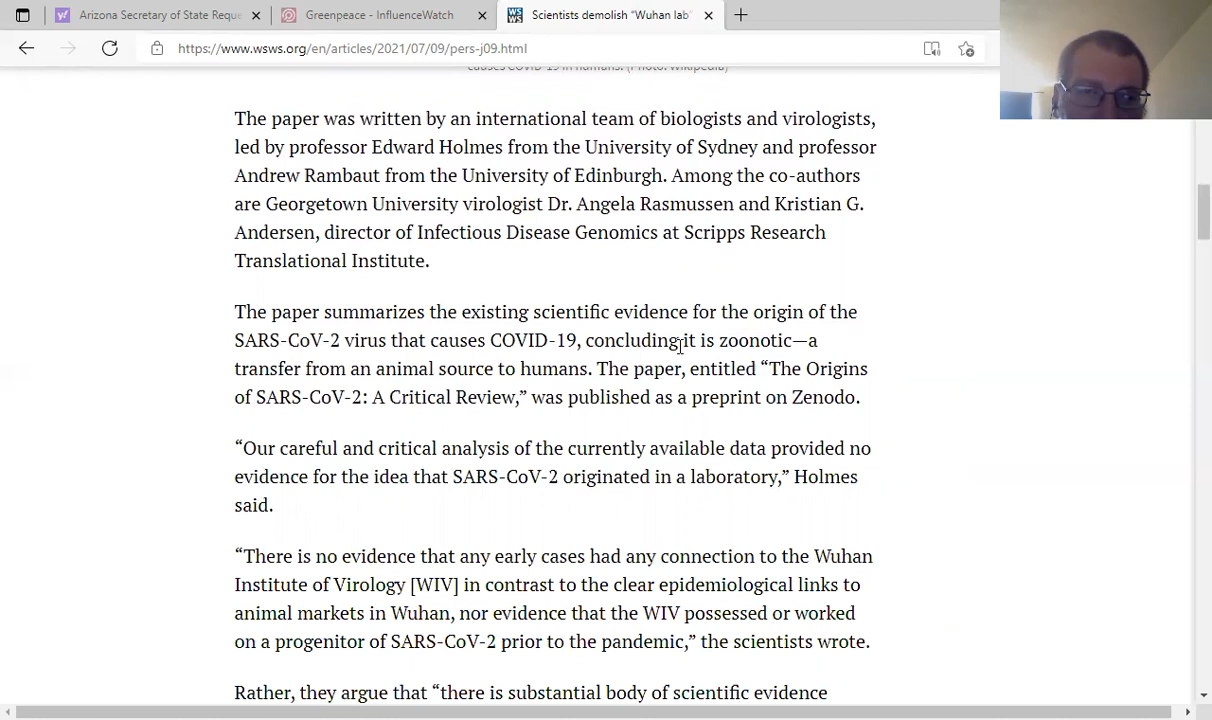 Arizona Secretary of State Reque
Greenpeace - InfluenceWatch
Scientists demolish “Wuhan lab”
https://www.wsws.org/en/articles/2021/07/09/pers-j09.html
causes COVID-19 in humans. (Photo: Wikipedia)
The paper was written by an international team of biologists and virologists,
led by professor Edward Holmes from the University of Sydney and professor
Andrew Rambaut from the University of Edinburgh. Among the co-authors
are Georgetown University virologist Dr. Angela Rasmussen and Kristian G.
Andersen, director of Infectious Disease Genomics at Scripps Research
Translational Institute.
The paper summarizes the existing scientific evidence for the origin of the
SARS-CoV-2 virus that causes COVID-19, concluding it is zoonotic—a
transfer from an animal source to humans. The paper, entitled “The Origins
of SARS-CoV-2: A Critical Review,” was published as a preprint on Zenodo.
“Our careful and critical analysis of the currently available data provided no
evidence for the idea that SARS-CoV-2 originated in a laboratory,” Holmes
said.
“There is no evidence that any early cases had any connection to the Wuhan
Institute of Virology [WIV] in contrast to the clear epidemiological links to
animal markets in Wuhan, nor evidence that the WIV possessed or worked
on a progenitor of SARS-CoV-2 prior to the pandemic,” the scientists wrote.
Rather, they argue that “there is substantial body of scientific evidence